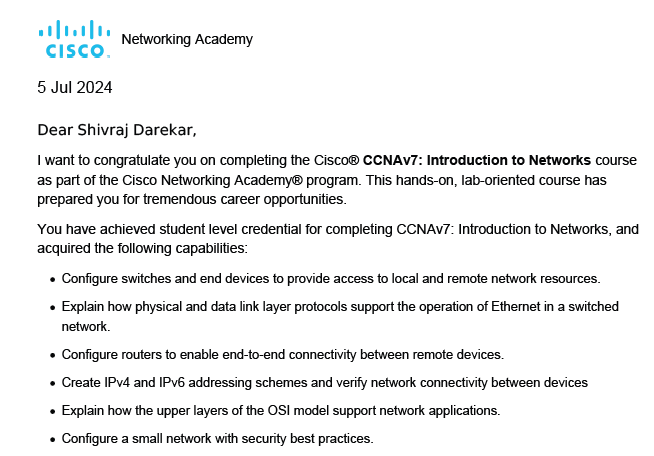 CISCO
Networking Academy
5 Jul 2024
Dear Shivraj Darekar,
I want to congratulate you on completing the Cisco® CCNAv7: Introduction to Networks course
as part of the Cisco Networking Academy® program. This hands-on, lab-oriented course has
prepared you for tremendous career opportunities.
You have achieved student level credential for completing CCNAv7: Introduction to Networks, and
acquired the following capabilities:
• Configure switches and end devices to provide access to local and remote network resources.
• Explain how physical and data link layer protocols support the operation of Ethernet in a switched
network.
• Configure routers to enable end-to-end connectivity between remote devices.
• Create IPv4 and IPv6 addressing schemes and verify network connectivity between devices
• Explain how the upper layers of the OSI model support network applications.
• Configure a small network with security best practices.